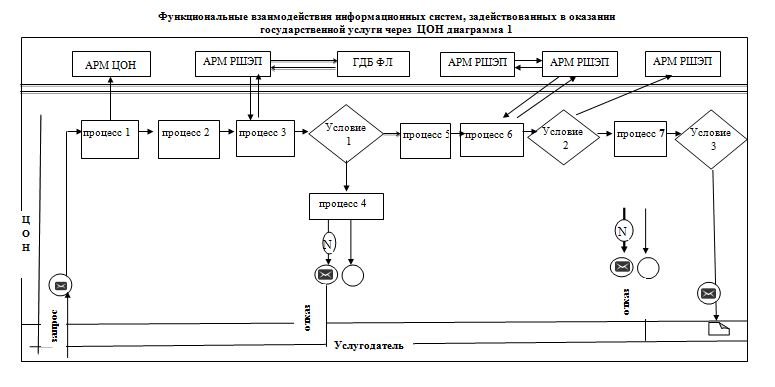 Функциональные взаимодействия информационных систем, задействованных в оказании
государственной услуги через ЦОН диаграмма 1
АРМ ЦОН
АРМ РШЭП
ГДБ ФЛ
АРМ РШЭП
АРМ РШЭП
АРМ РШЭП
процесс 1
процесс 2
процесс 3
Условие
1
процесс 5
процесс 6
Условие
2
процесс 7
Условие
3
процесс 4
Ц
О
Н
N
N
запрос
отказ
отказ
Услугодатель